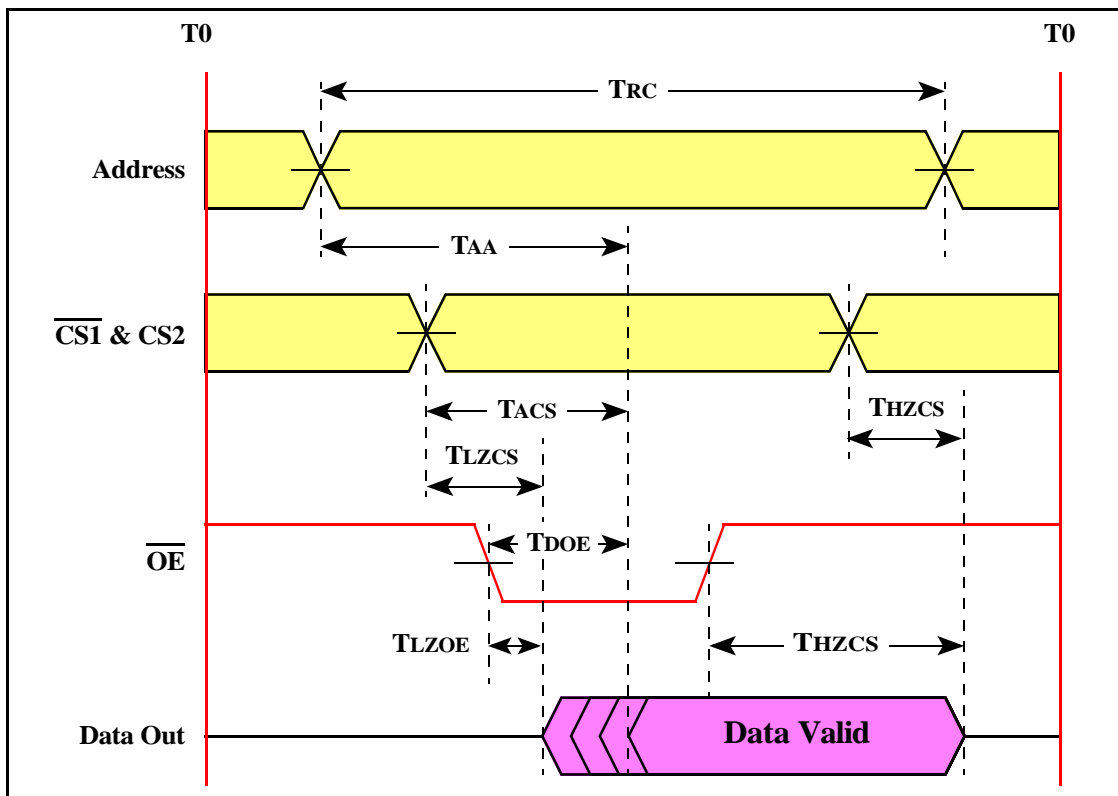 T0 T0
TRC
Address
TAA
CS1 & CS2
TACS
THZCS
TLZCS
OE
TDOE
TLZOE
THZCS
Data Out
Data Valid